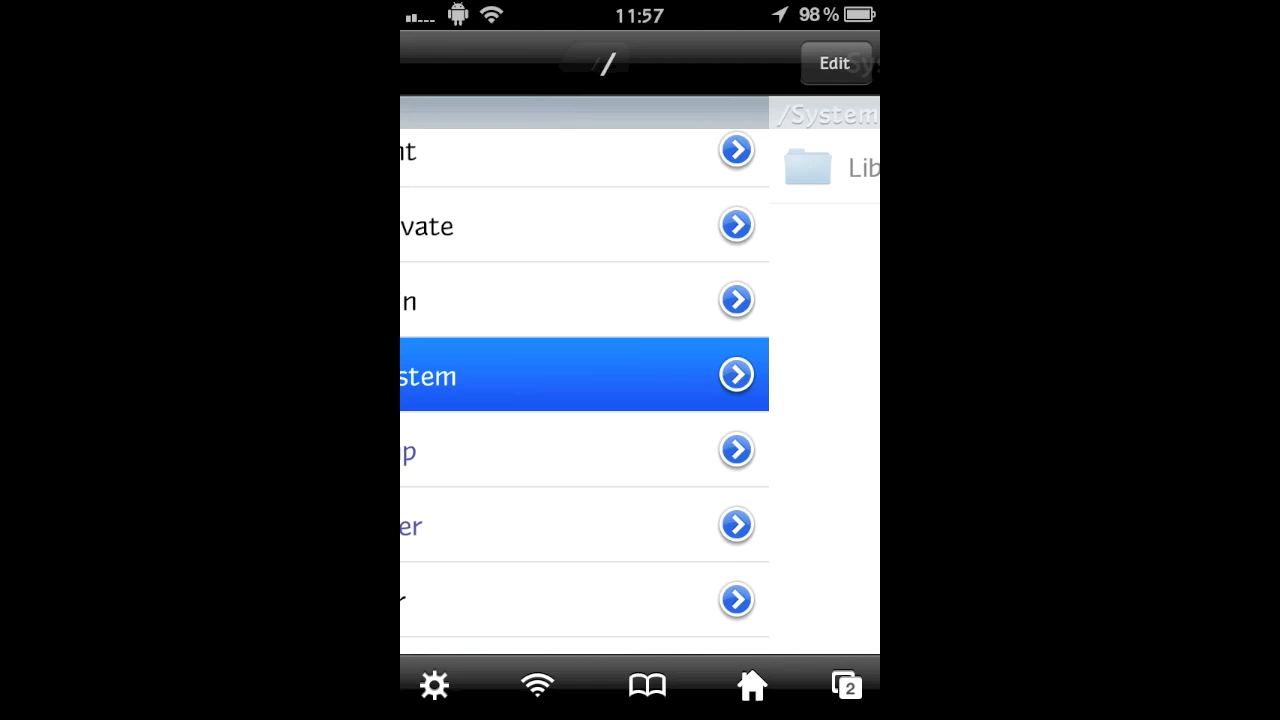 11:57
98%
/
Edit
/System
nt
Lib
vate
n
stem
p
er
r
2